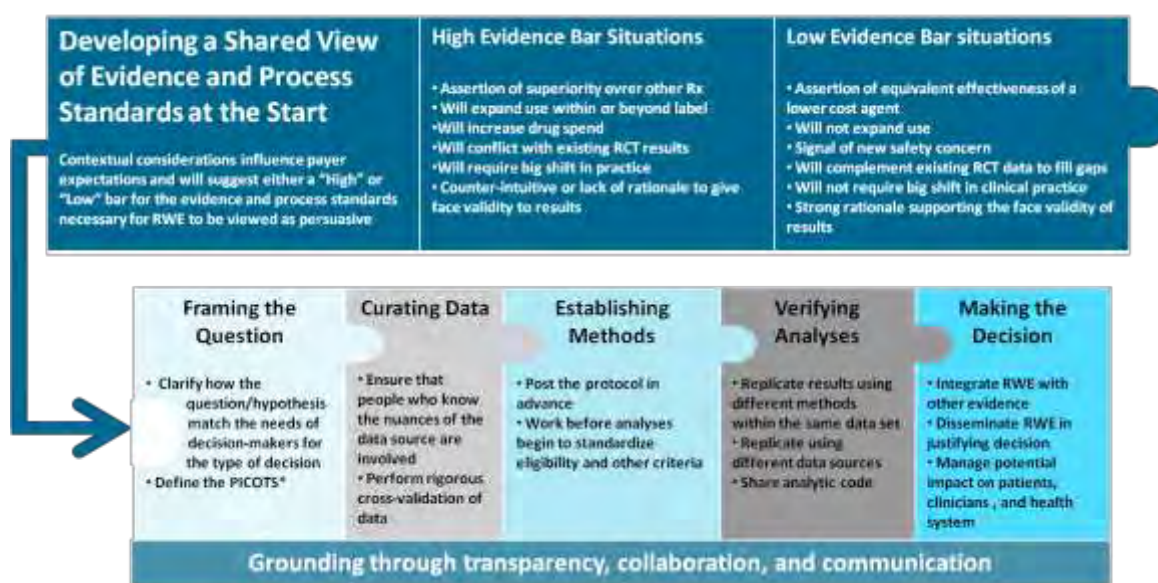 Developing a Shared View
of Evidence and Process
Standards at the Start
Contextual considerations influence payer
expectations and will suggest either a "High" or
"Low" bar for the evidence and process standards
necessary for RWE to be viewed as persuasive
High Evidence Bar Situations
• Assertion of superiority ovrer other Rx
• Will expand use within or beyond label
•Will increase drug spend
•Will conflict with existing RCT results
•Will require big shift in practice
• Counter-intuitive or lack of rationale to give
face validity to results
Low Evidence Bar situations
• Assertion of equivalent effectiveness of a
lower cost agent
• Will not expand use
• Signal of new safety concern
• Will complement existing RCT data to fill gaps
• Will not require big shift in clinical practice
• Strong rationale supporting the face validity of
results
Framing the
Question
• Clarify how the
question/hypothesis
match the needs of
decision-makers for
the type of decision
• Define the PICOTS*
Curating Data
• Ensure that
people who know
the nuances of the
data source are
involved
• Perform rigorous
cross-validation of
data
Establishing
Methods
• Post the protocol in
advance
• Work before analyses
begin to standardize
eligibility and other criteria
Verifying
Analyses
• Replicate results using
different methods
within the same data set
• Replicate using
different data sources
• Share analytic code
Making the
Decision
• Integrate RWE with
other evidence
• Disseminate RWE in
justifying decision
• Manage potential
impact on patients,
clinicians , and health
system
Grounding through transparency, collaboration, and communication